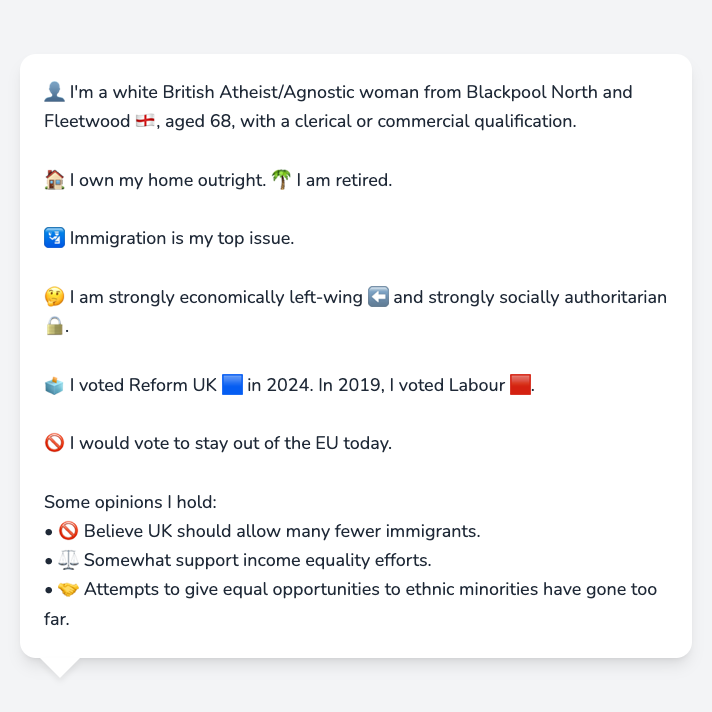 👤 I'm a white British Atheist/Agnostic woman from Blackpool North and
Fleetwood 🏴󠁧󠁢󠁥󠁮󠁧󠁿, aged 68, with a clerical or commercial qualification.
🏠 I own my home outright. 🌴 I am retired.
🛂 Immigration is my top issue.
🤔 I am strongly economically left-wing ⬅️ and strongly socially authoritarian
🔒.
🗳️ I voted Reform UK 🟦 in 2024. In 2019, I voted Labour 🟥.
🚫 I would vote to stay out of the EU today.
Some opinions I hold:
• 🚫 Believe UK should allow many fewer immigrants.
• ⚖️ Somewhat support income equality efforts.
• 🤝 Attempts to give equal opportunities to ethnic minorities have gone too
far.